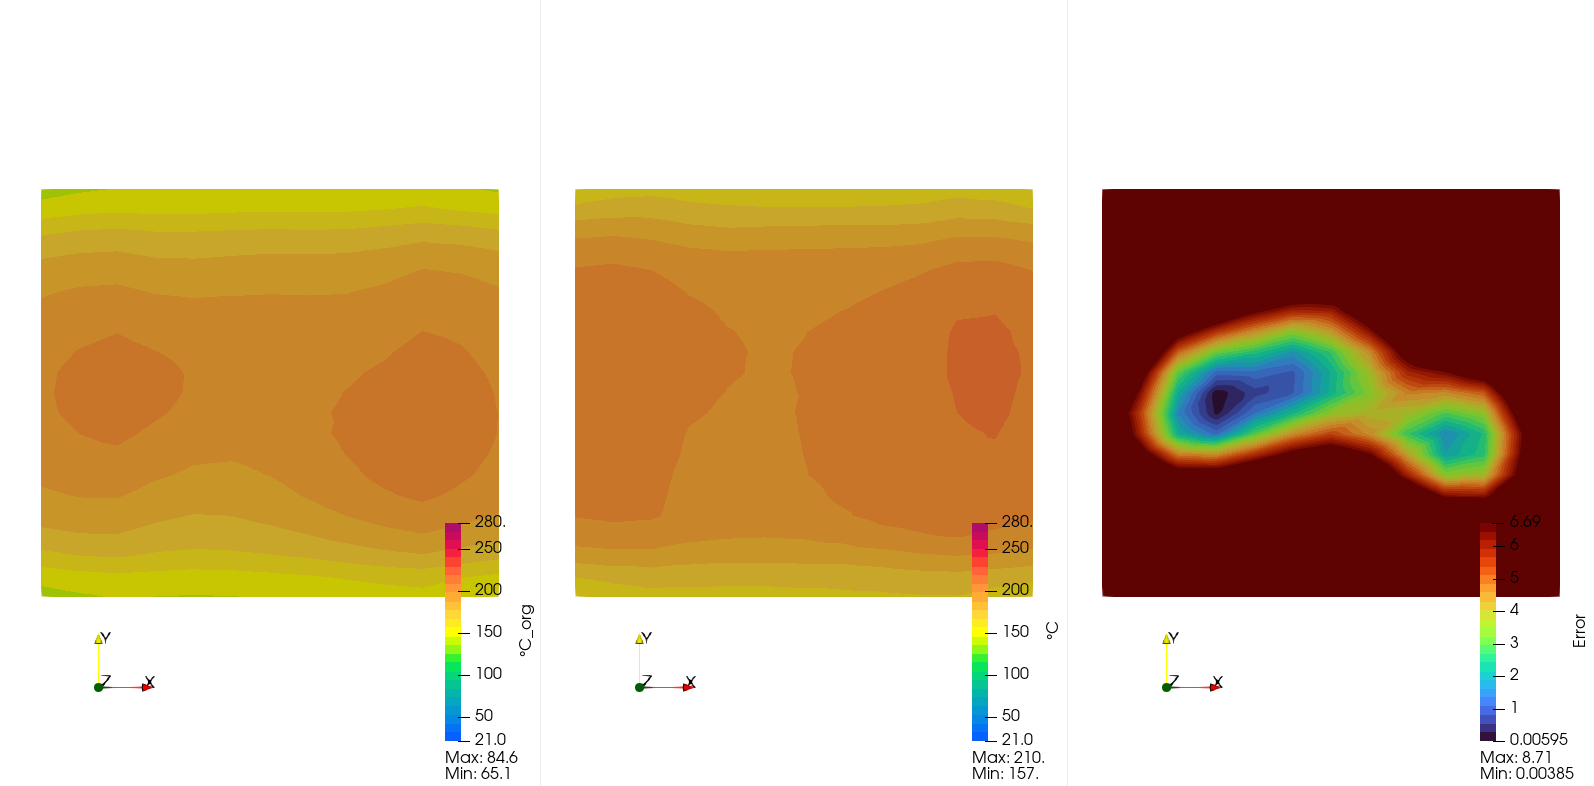 280.
250
200
150
100
50
21.0
°C_org
Max: 84.6
Min: 65.1
Y
Z
X
280.
250
200
150
100
50
21.0
°C
Max: 210.
Min: 157.
Y
Z
X
6.69
6
5
4
3
2
1
0.00595
Error
Max: 8.71
Min: 0.00385
Y
Z
X